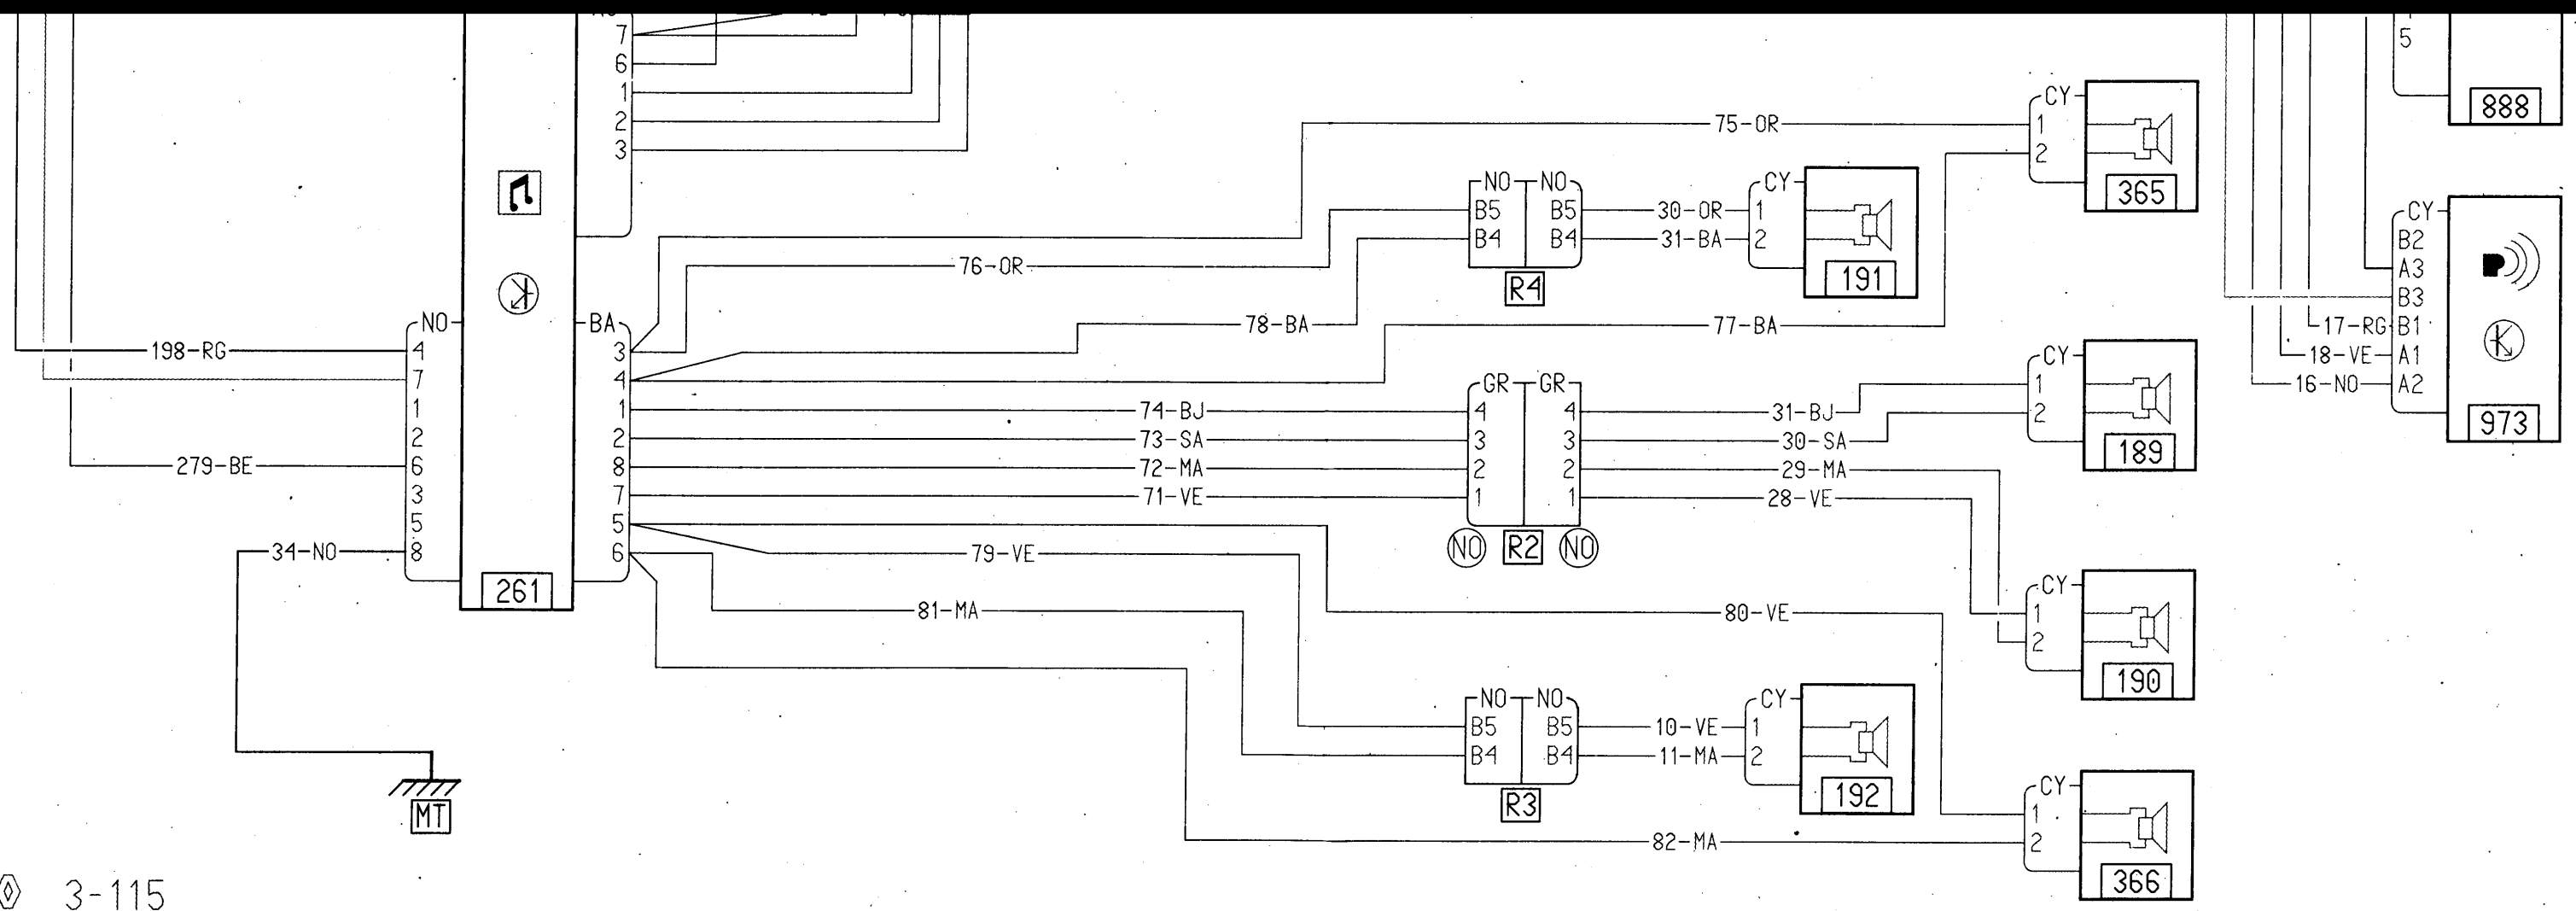 7
6
1
2
3
5
888
CY
1
2
365
75-OR
NO NO
B5 B5
B4 B4
R4
30-OR
31-BA
CY
1
2
191
76-OR
78-BA
77-BA
CY
B2
A3
B3
17-RG B1
18-VE A1
16-NO A2
973
NO
198-RG 4
7
1
2
279-BE 6
3
5
34-NO 8
261
BA
3
4
1
2
8
7
5
6
74-BJ
73-SA
72-MA
71-VE
GR GR
4 4
3 3
2 2
1 1
NO R2 NO
31-BJ
30-SA
29-MA
28-VE
CY
1
2
189
79-VE
81-MA
80-VE
CY
1
2
190
NO NO
B5 B5
B4 B4
R3
10-VE
11-MA
CY
1
2
192
82-MA
CY
1
2
366
MT
3-115